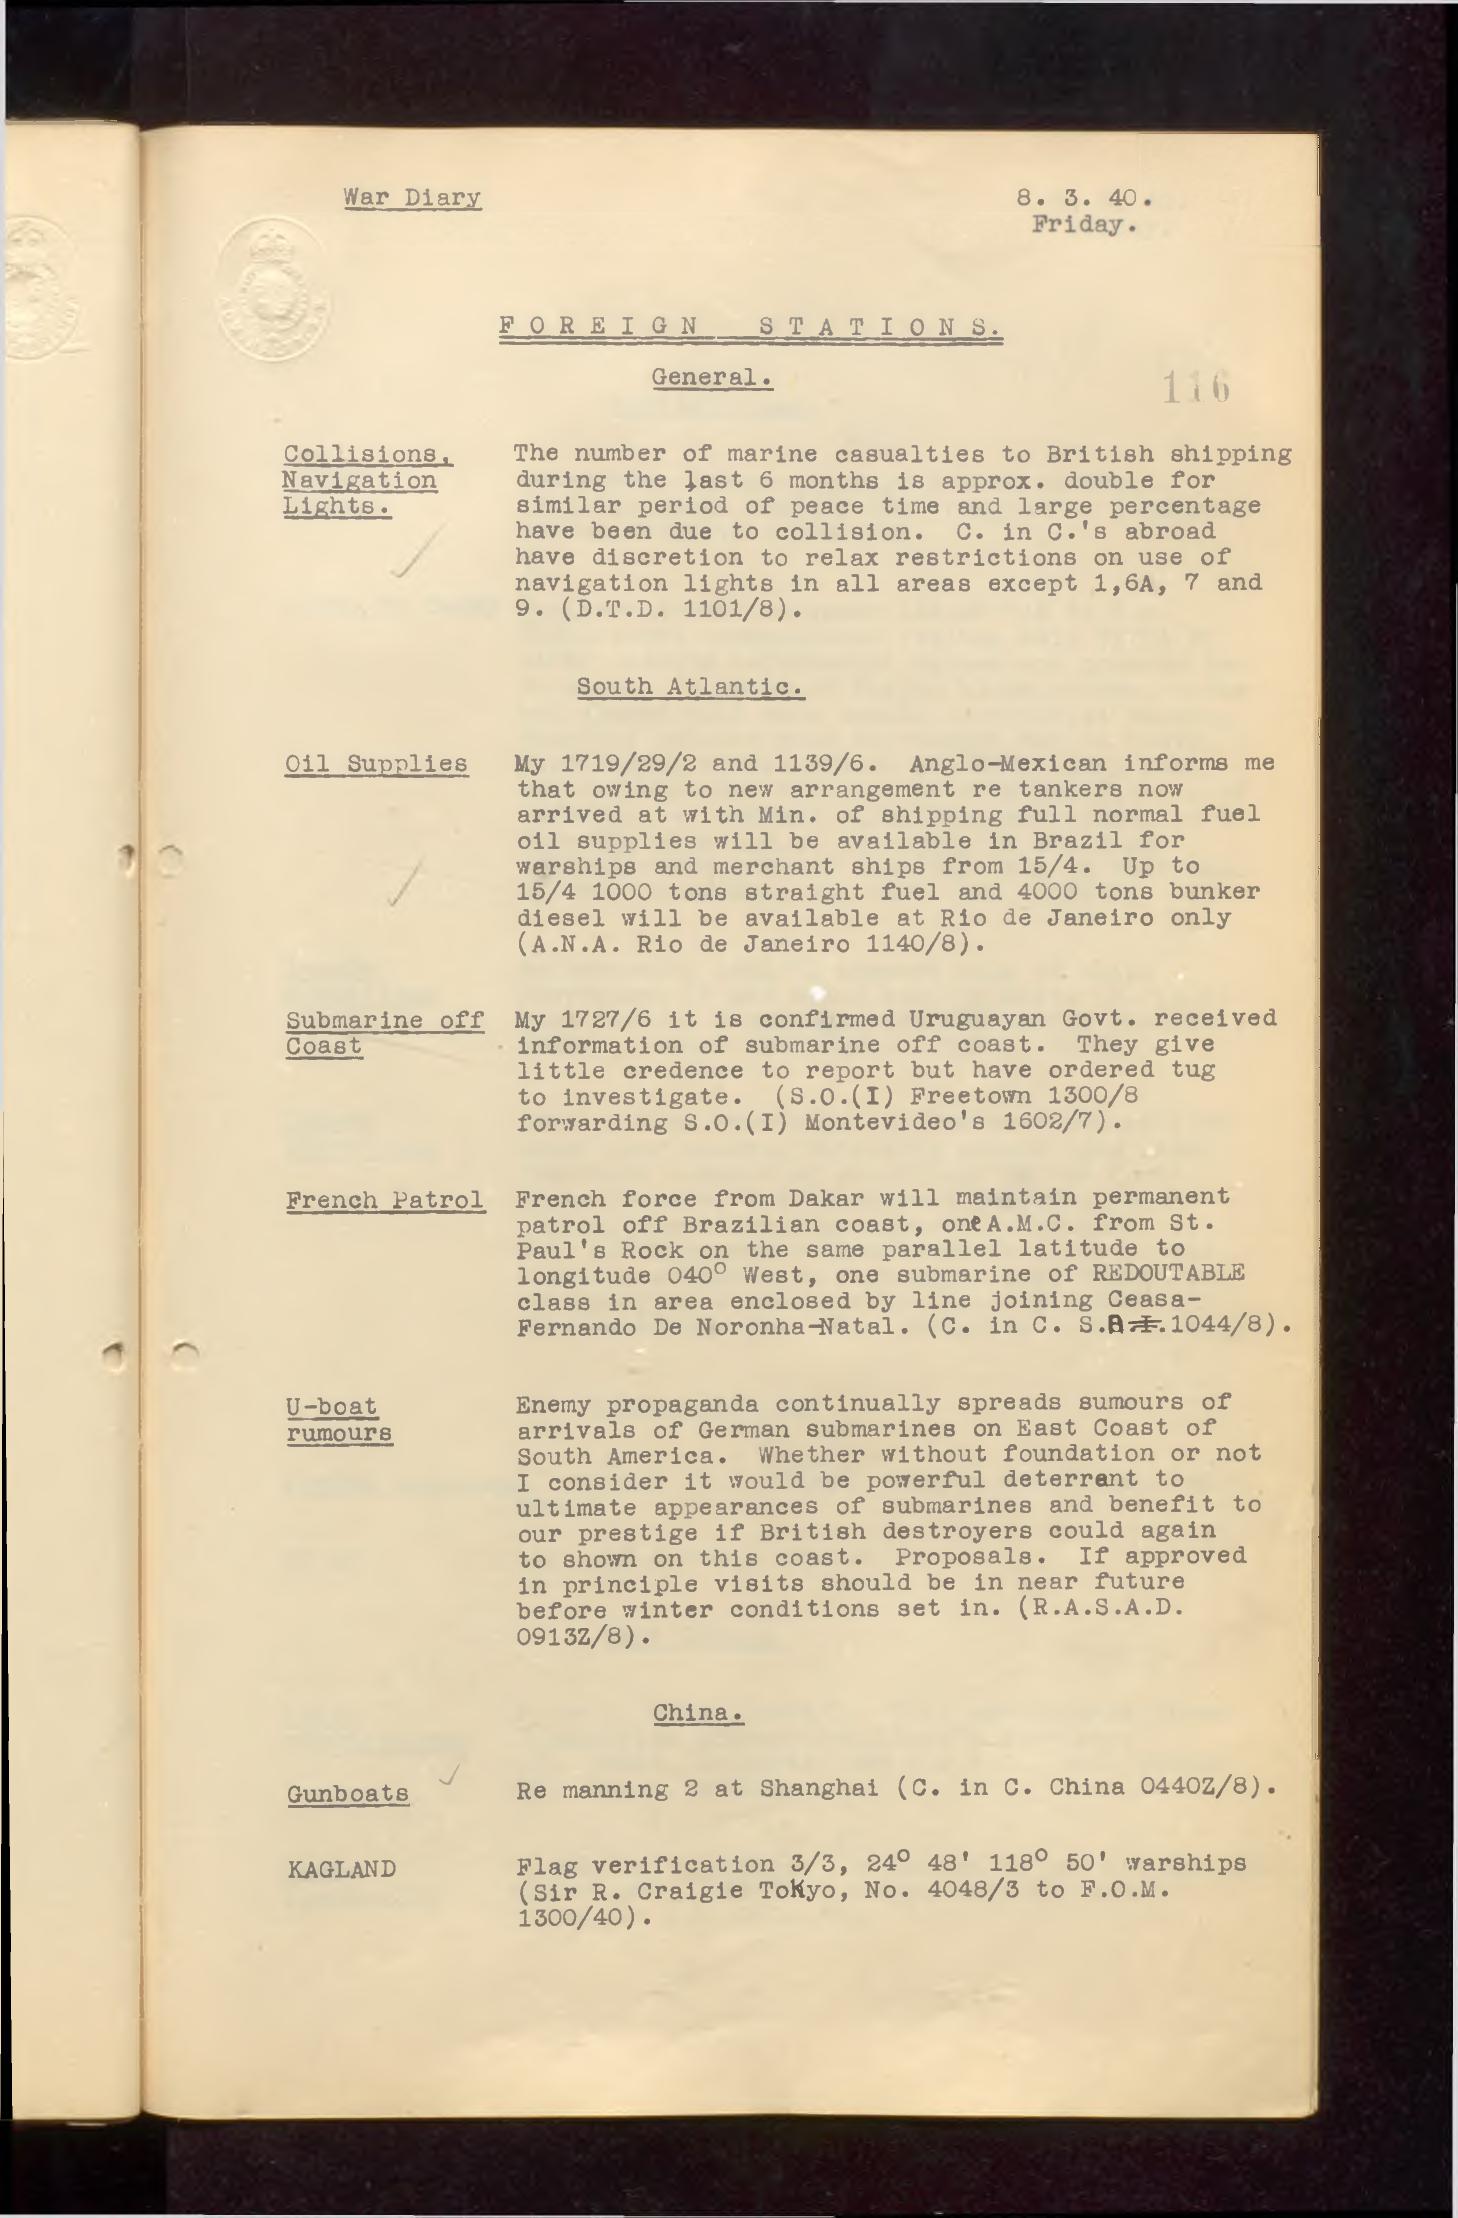 War Diary
8. 3. 40.
Friday.
FOREIGN STATIONS.
General.
116
Collisions,
Navigation
Lights.
The number of marine casualties to British shipping
during the last 6 months is approx. double for
similar period of peace time and large percentage
have been due to collision. C. in C.'s abroad
have discretion to relax restrictions on use of
navigation lights in all areas except 1,6A, 7 and
9. (D.T.D. 1101/8).
South Atlantic.
Oil Supplies
My 1719/29/2 and 1139/6. Anglo-Mexican informs me
that owing to new arrangement re tankers now
arrived at with Min. of shipping full normal fuel
oil supplies will be available in Brazil for
warships and merchant ships from 15/4. Up to
15/4 1000 tons straight fuel and 4000 tons bunker
diesel will be available at Rio de Janeiro only
(A.N.A. Rio de Janeiro 1140/8).
Submarine off
Coast
My 1727/6 it is confirmed Uruguayan Govt. received
information of submarine off coast. They give
little credence to report but have ordered tug
to investigate. (S.O.(I) Freetown 1300/8
forwarding S.O.(I) Montevideo's 1602/7).
French Patrol
French force from Dakar will maintain permanent
patrol off Brazilian coast, one A.M.C. from St.
Paul's Rock on the same parallel latitude to
longitude 040° West, one submarine of REDOUTABLE
class in area enclosed by line joining Ceasa-
Fernando De Noronha-Natal. (C. in C. S.A. 1044/8).
U-boat
rumours
Enemy propaganda continually spreads sumours of
arrivals of German submarines on East Coast of
South America. Whether without foundation or not
I consider it would be powerful deterrent to
ultimate appearances of submarines and benefit to
our prestige if British destroyers could again
to shown on this coast. Proposals. If approved
in principle visits should be in near future
before winter conditions set in. (R.A.S.A.D.
0913Z/8).
China.
Gunboats
Re manning 2 at Shanghai (C. in C. China 0440Z/8).
KAGLAND
Flag verification 3/3, 24° 48' 118° 50' warships
(Sir R. Craigie Tokyo, No. 4048/3 to F.O.M.
1300/40).